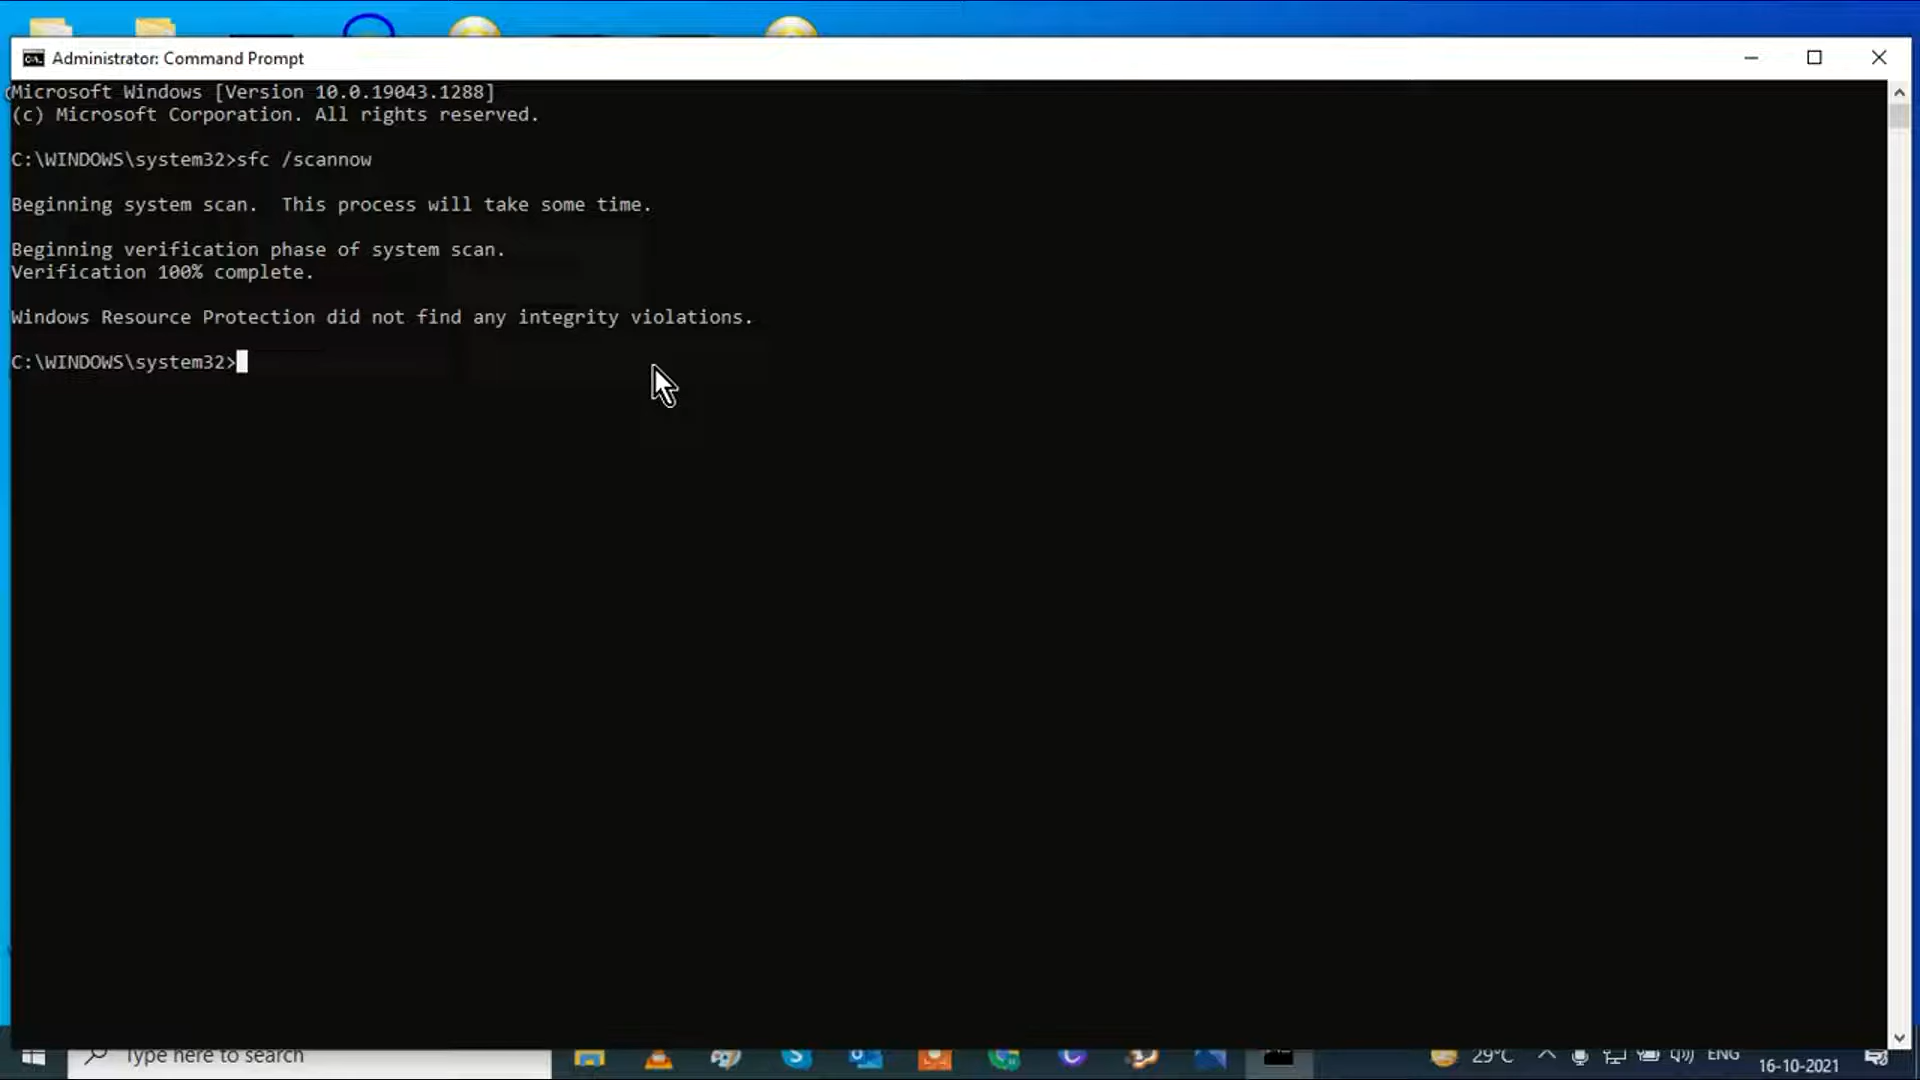 Administrator: Command Prompt
Microsoft Windows [Version 10.0.19043.1288]
(c) Microsoft Corporation. All rights reserved.
C:\WINDOWS\system32>sfc /scannow
Beginning system scan.  This process will take some time.
Beginning verification phase of system scan.
Verification 100% complete.
Windows Resource Protection did not find any integrity violations.
C:\WINDOWS\system32>
Type here to search
29°C
ENG
16-10-2021